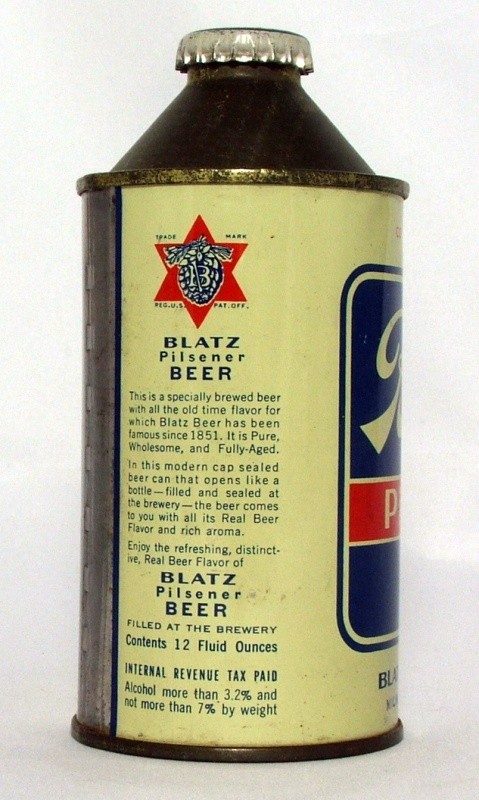 TRADE MARK
B
REG.U.S. PAT.OFF.
BLATZ
Pilsener
BEER
This is a specially brewed beer
with all the old time flavor for
which Blatz Beer has been
famous since 1851. It is Pure,
Wholesome, and Fully-Aged.
In this modern cap sealed
beer can that opens like a
bottle—filled and sealed at
the brewery—the beer comes
to you with all its Real Beer
Flavor and rich aroma.
Enjoy the refreshing, distinct-
ive, Real Beer Flavor of
BLATZ
Pilsener
BEER
FILLED AT THE BREWERY
Contents 12 Fluid Ounces
INTERNAL REVENUE TAX PAID
Alcohol more than 3.2% and
not more than 7% by weight
P
BLA